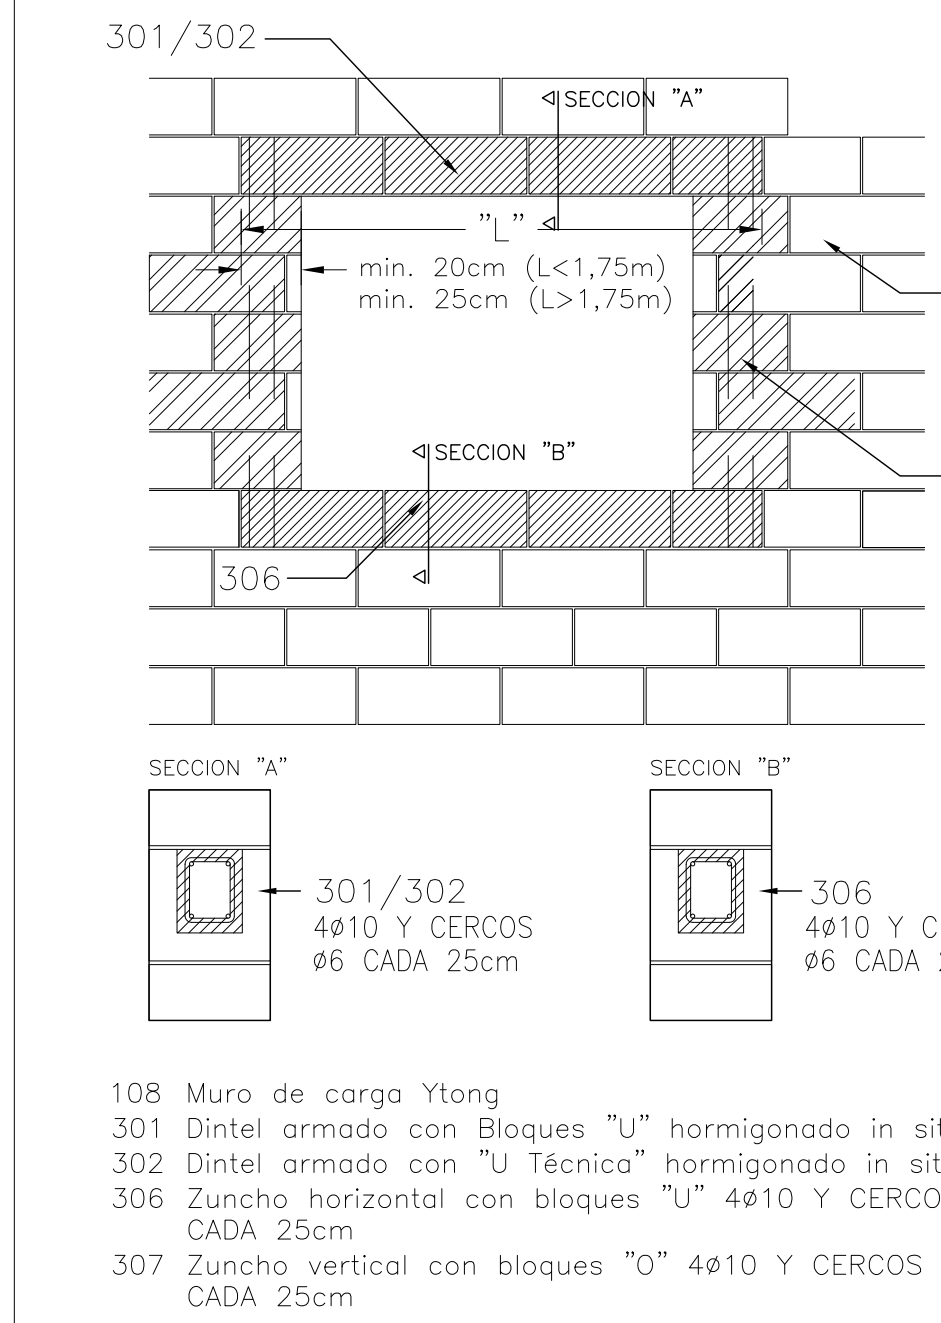 301/302
SECCION "A"
"L"
min. 20cm (L<1,75m)
min. 25cm (L>1,75m)
SECCION "B"
306
SECCION "A"
SECCION "B"
301/302
4ø10 Y CERCOS
ø6 CADA 25cm
306
4ø10 Y C
ø6 CADA
108 Muro de carga Ytong
301 Dintel armado con Bloques "U" hormigonado in sit
302 Dintel armado con "U Técnica" hormigonado in sit
306 Zuncho horizontal con bloques "U" 4ø10 Y CERCO
CADA 25cm
307 Zuncho vertical con bloques "O" 4ø10 Y CERCOS
CADA 25cm